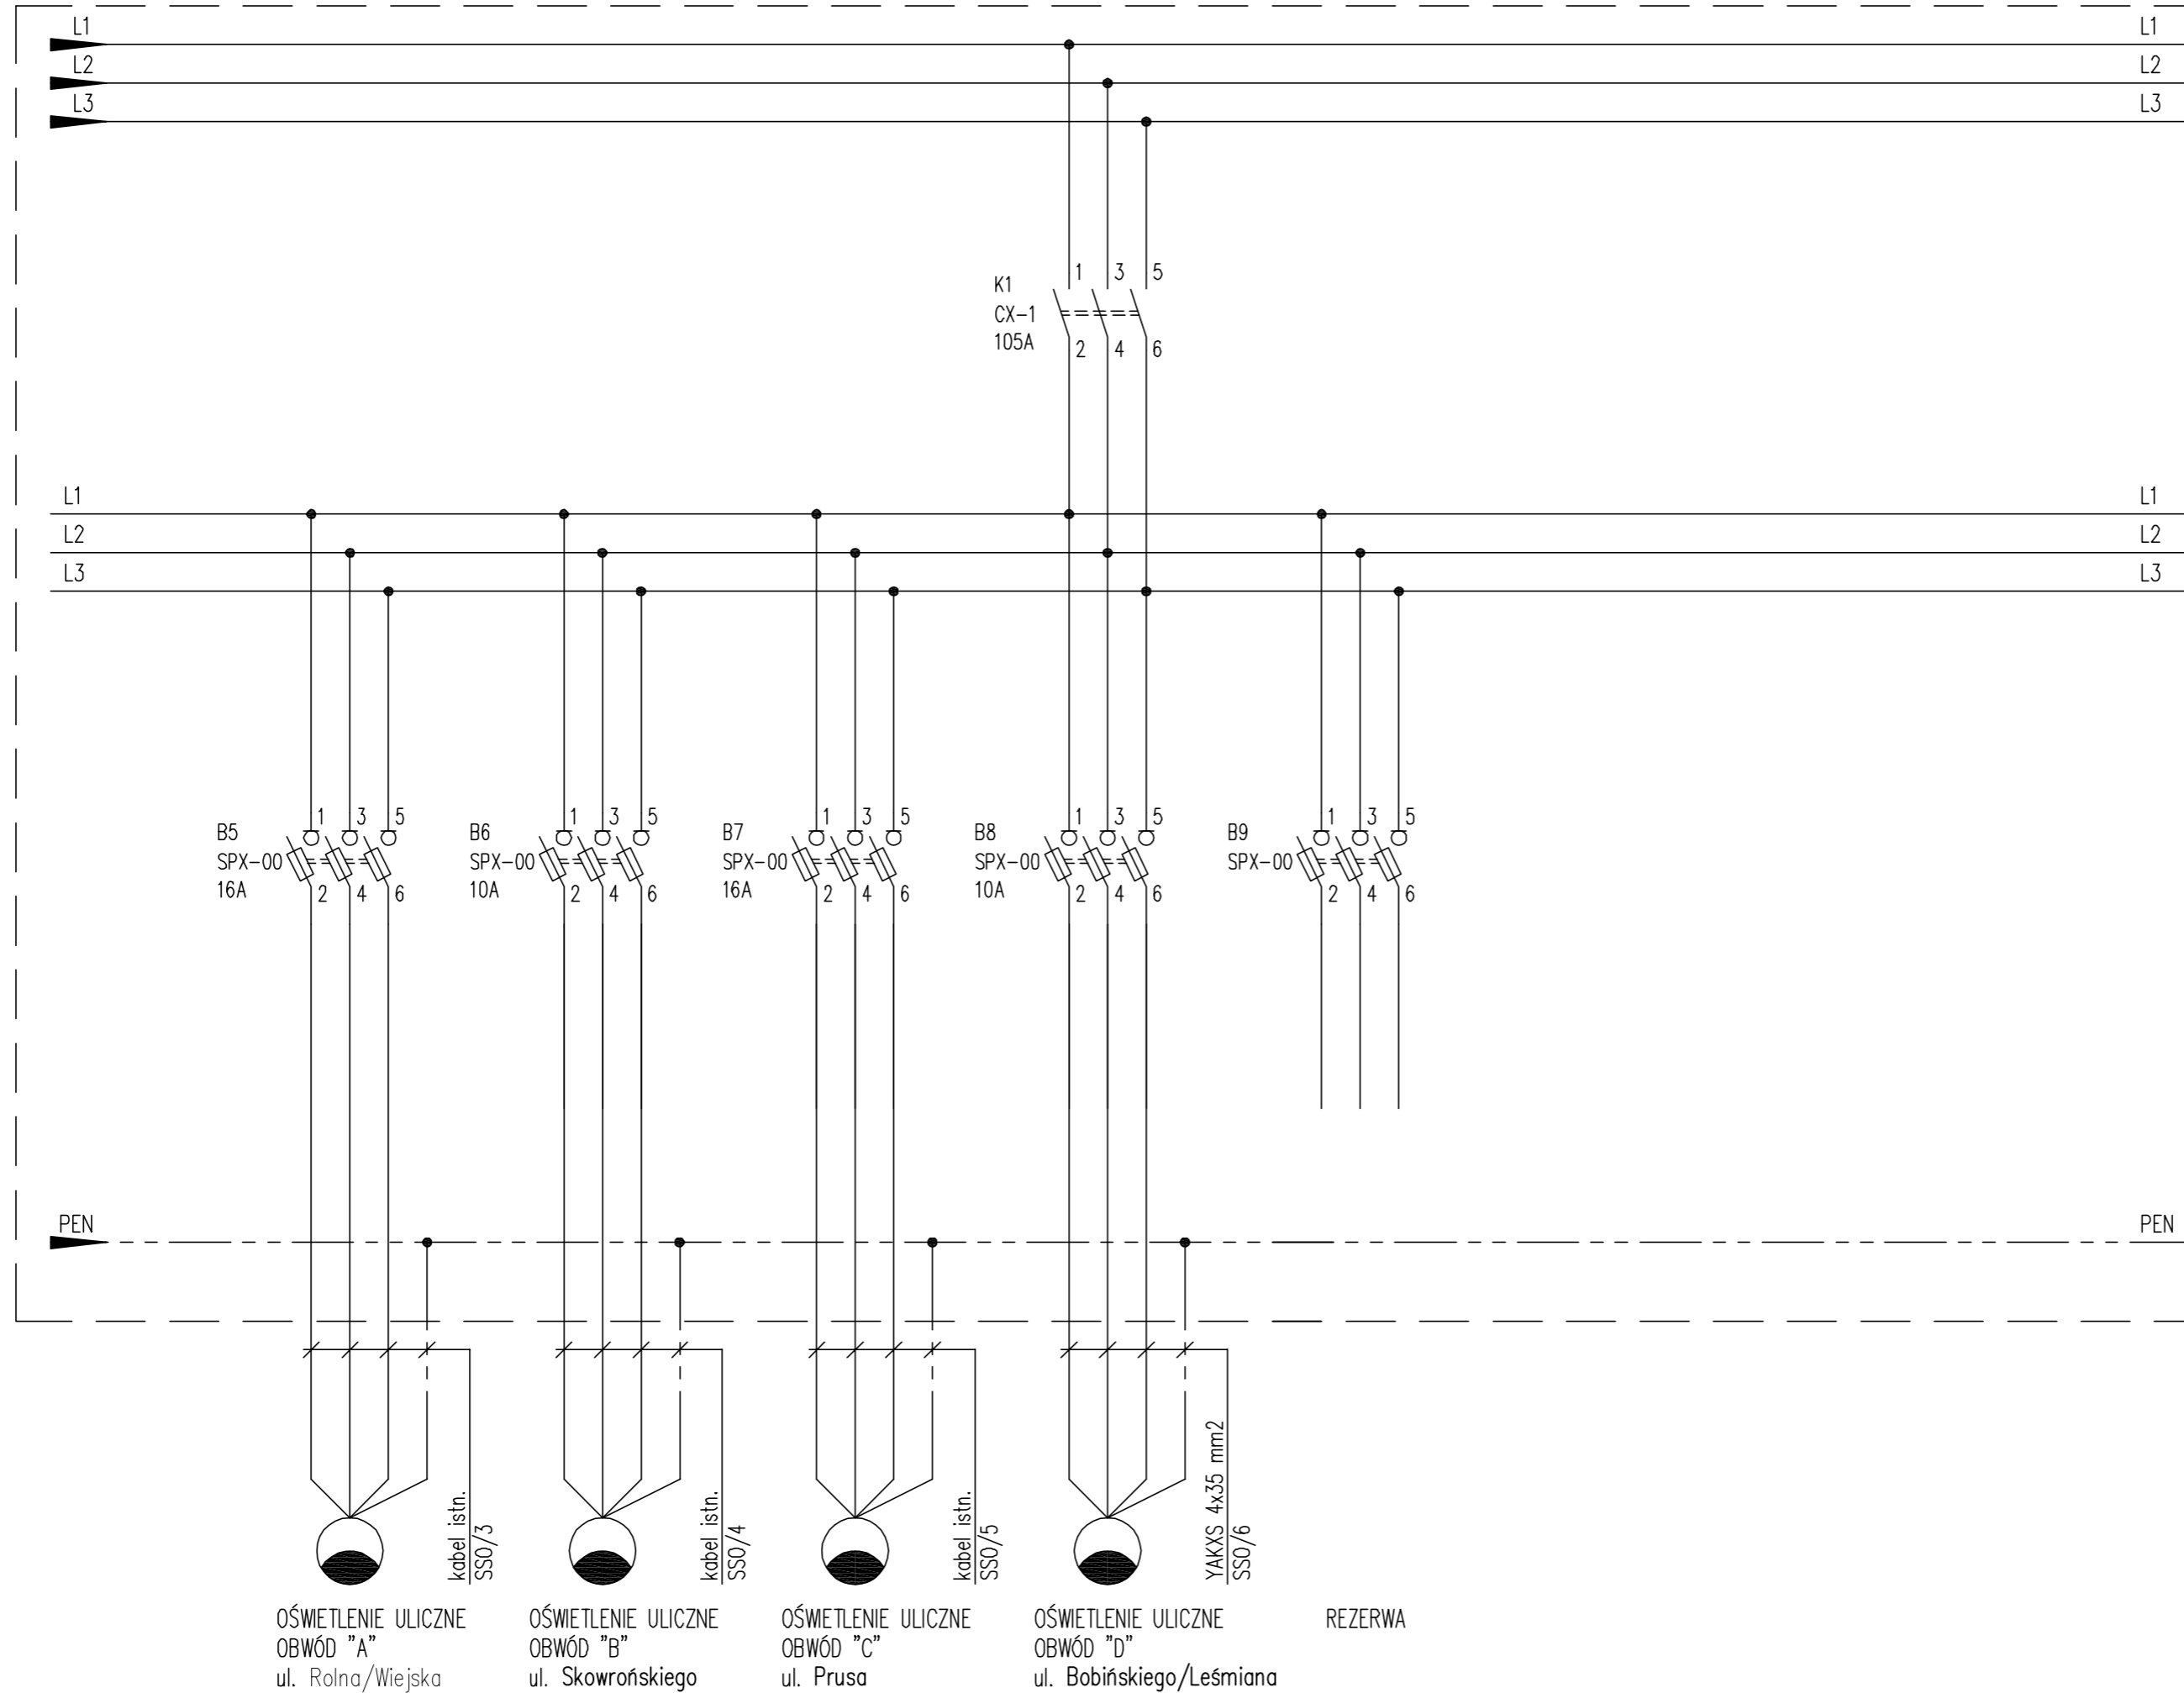 L1 L1
L2 L2
L3 L3
1 3 5
K1
CX-1
105A
2 4 6
L1 L1
L2 L2
L3 L3
1 3 5
B5
SPX-00
16A
2 4 6
1 3 5
B6
SPX-00
10A
2 4 6
1 3 5
B7
SPX-00
16A
2 4 6
1 3 5
B8
SPX-00
10A
2 4 6
1 3 5
B9
SPX-00
2 4 6
PEN PEN
kabel istn.
SSO/3
kabel istn.
SSO/4
kabel istn.
SSO/5
YAKXS 4x35 mm2
SSO/6
OŚWIETLENIE ULICZNE
OBWÓD "A"
ul. Rolna/Wiejska
OŚWIETLENIE ULICZNE
OBWÓD "B"
ul. Skowrońskiego
OŚWIETLENIE ULICZNE
OBWÓD "C"
ul. Prusa
OŚWIETLENIE ULICZNE
OBWÓD "D"
ul. Bobińskiego/Leśmiana
REZERWA